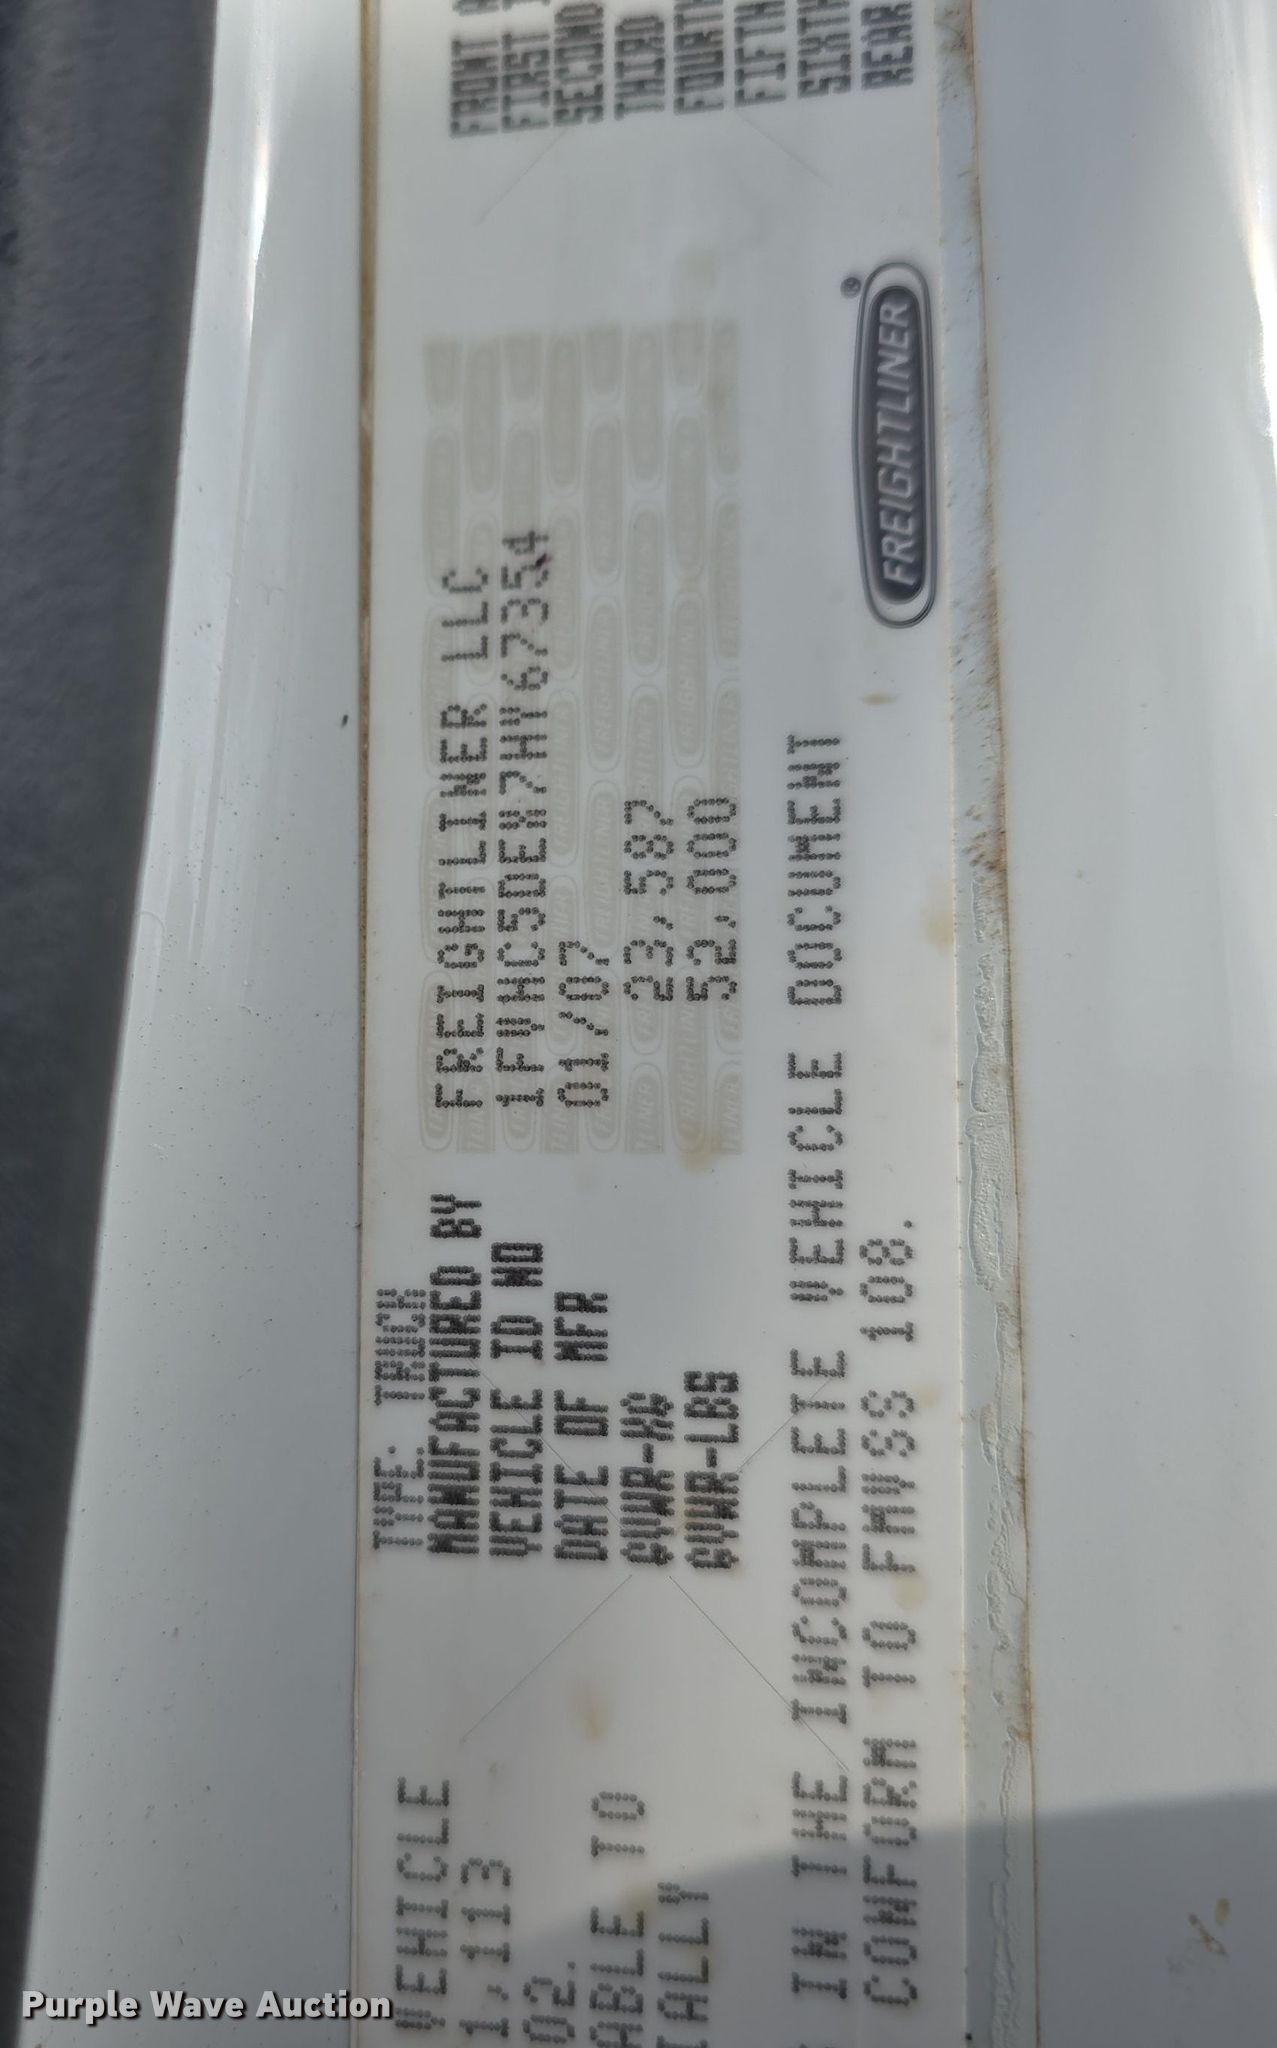 VEHICLE
1,113
02.
ABLE TO
IALLY
TYPE: TRUCK
MANUFACTURED BY FREIGHTLINER LLC
VEHICLE ID NO 1FVHC5DEX7HY67354
DATE OF MFR 01/07
GVWR-KG 23,587
GVWR-LBS 52,000
IN THE INCOMPLETE VEHICLE DOCUMENT
CONFORM TO FMVSS 108.
FREIGHTLINER
FRONT
FIRST
SECOND
THIRD
FOURTH
FIFTH
SIXTH
REAR
Purple Wave Auction